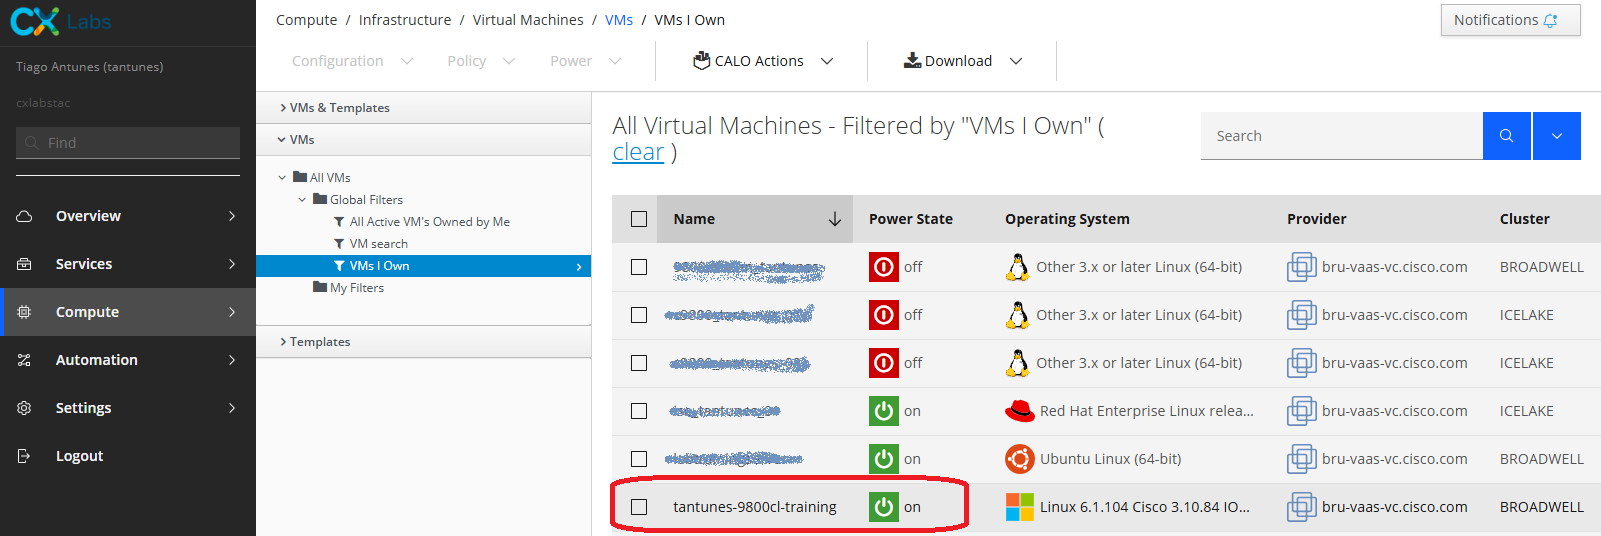 CX Labs
Tiago Antunes (tantunes)
cxlabstac
Find
Overview
Services
Compute
Automation
Settings
Logout
Compute / Infrastructure / Virtual Machines / VMs / VMs I Own
Notifications
Configuration Policy Power CALO Actions Download
VMs & Templates
VMs
All VMs
Global Filters
All Active VM's Owned by Me
VM search
VMs I Own
My Filters
Templates
All Virtual Machines - Filtered by "VMs I Own" (
clear )
Search
Name Power State Operating System Provider Cluster
off Other 3.x or later Linux (64-bit) bru-vaas-vc.cisco.com BROADWELL
off Other 3.x or later Linux (64-bit) bru-vaas-vc.cisco.com ICELAKE
off Other 3.x or later Linux (64-bit) bru-vaas-vc.cisco.com ICELAKE
on Red Hat Enterprise Linux relea... bru-vaas-vc.cisco.com ICELAKE
on Ubuntu Linux (64-bit) bru-vaas-vc.cisco.com BROADWELL
tantunes-9800cl-training on Linux 6.1.104 Cisco 3.10.84 IO... bru-vaas-vc.cisco.com BROADWELL